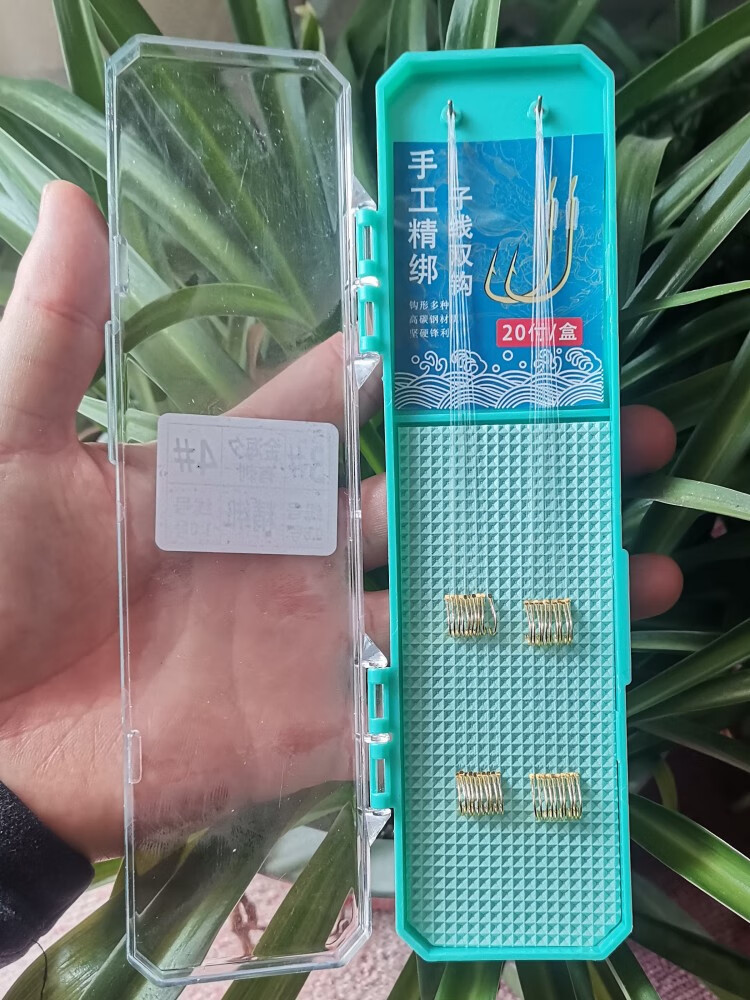 手工精绑
子线双钩
钩形多种
高碳钢材
坚硬锋利
20付/盒
4#